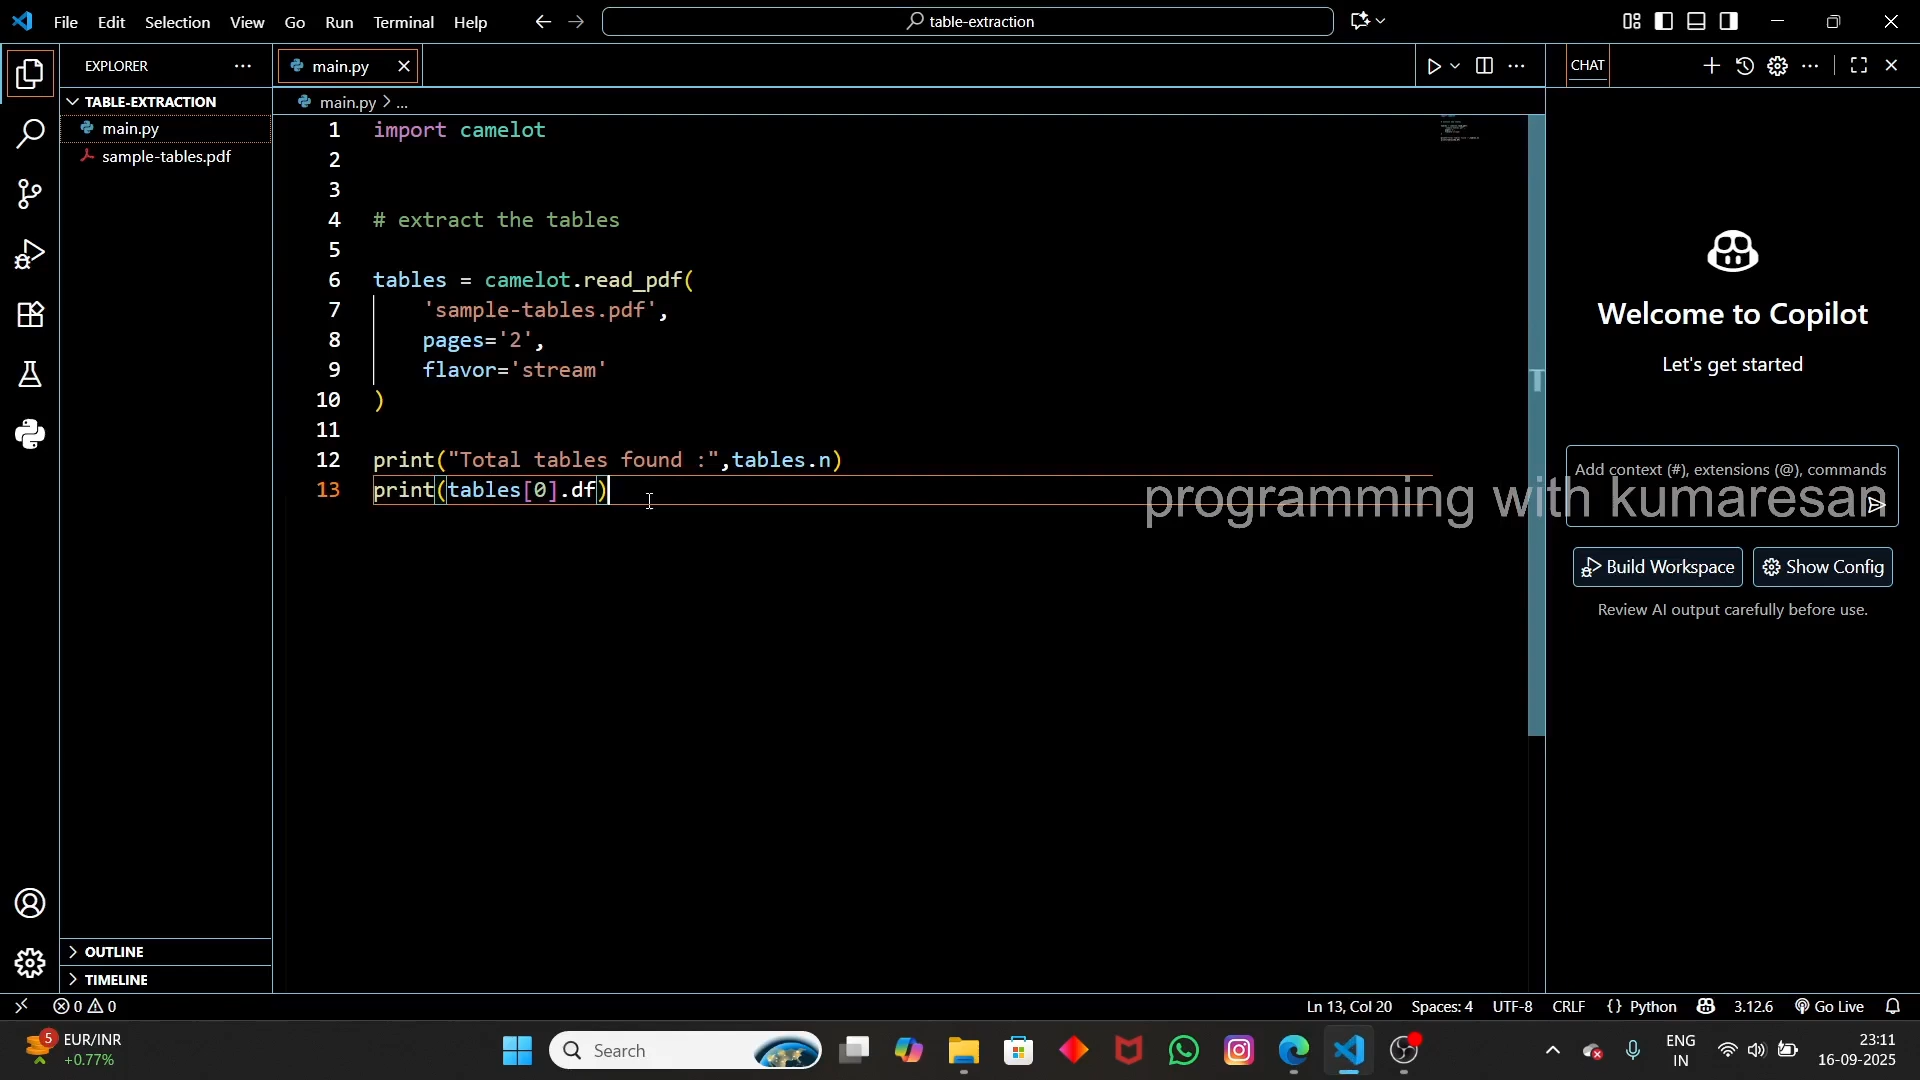 File Edit Selection View Go Run Terminal Help
table-extraction
EXPLORER
TABLE-EXTRACTION
main.py
sample-tables.pdf
OUTLINE
TIMELINE
main.py
main.py > ...
1 import camelot
2
3
4 # extract the tables
5
6 tables = camelot.read_pdf(
7 'sample-tables.pdf',
8 pages='2',
9 flavor='stream'
10 )
11
12 print("Total tables found :",tables.n)
13 print(tables[0].df)
CHAT
Welcome to Copilot
Let's get started
Add context (#), extensions (@), commands
programming with kumaresan
Build Workspace Show Config
Review AI output carefully before use.
0 0
Ln 13, Col 20 Spaces: 4 UTF-8 CRLF {} Python 3.12.6 Go Live
5
EUR/INR
+0.77%
Search
ENG
IN
23:11
16-09-2025